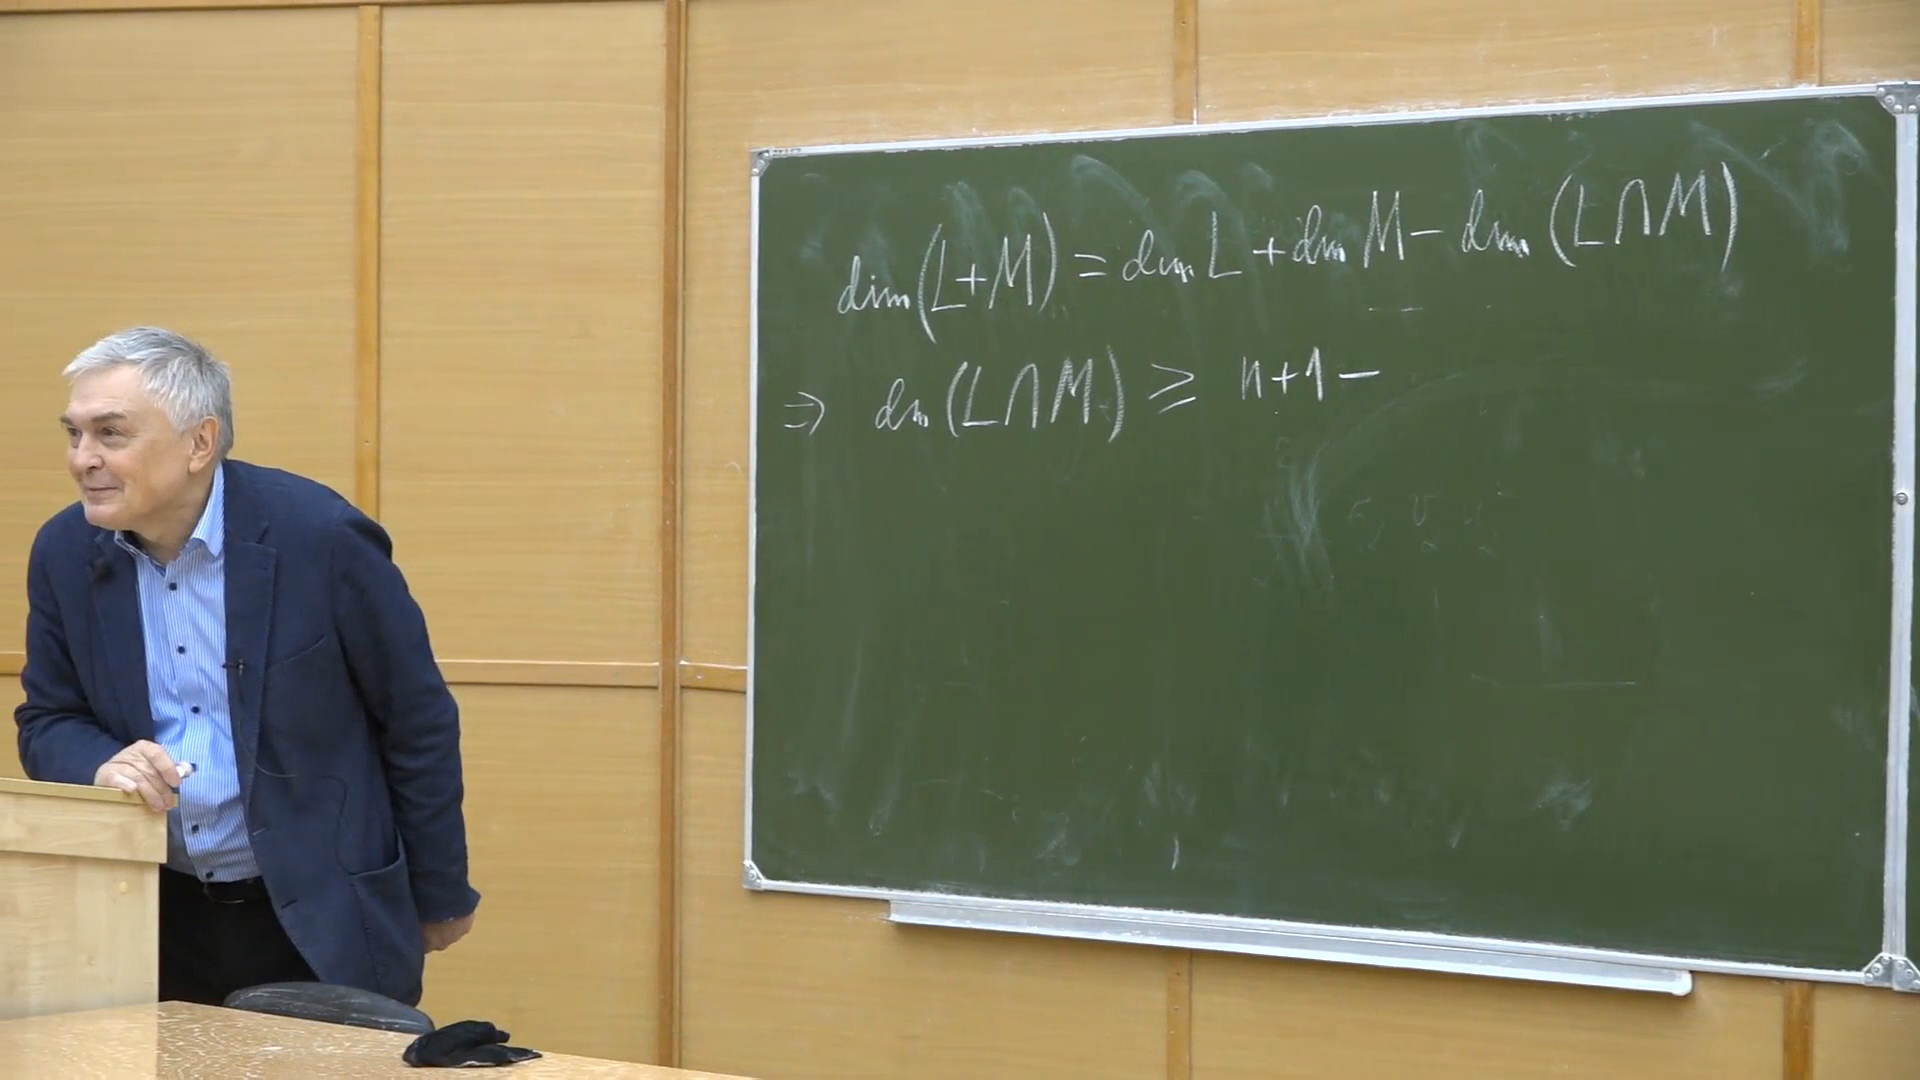 dim(L+M) = dim L + dim M − dim (L∩M)
⇒ dim (L∩M) ≥ n+1−